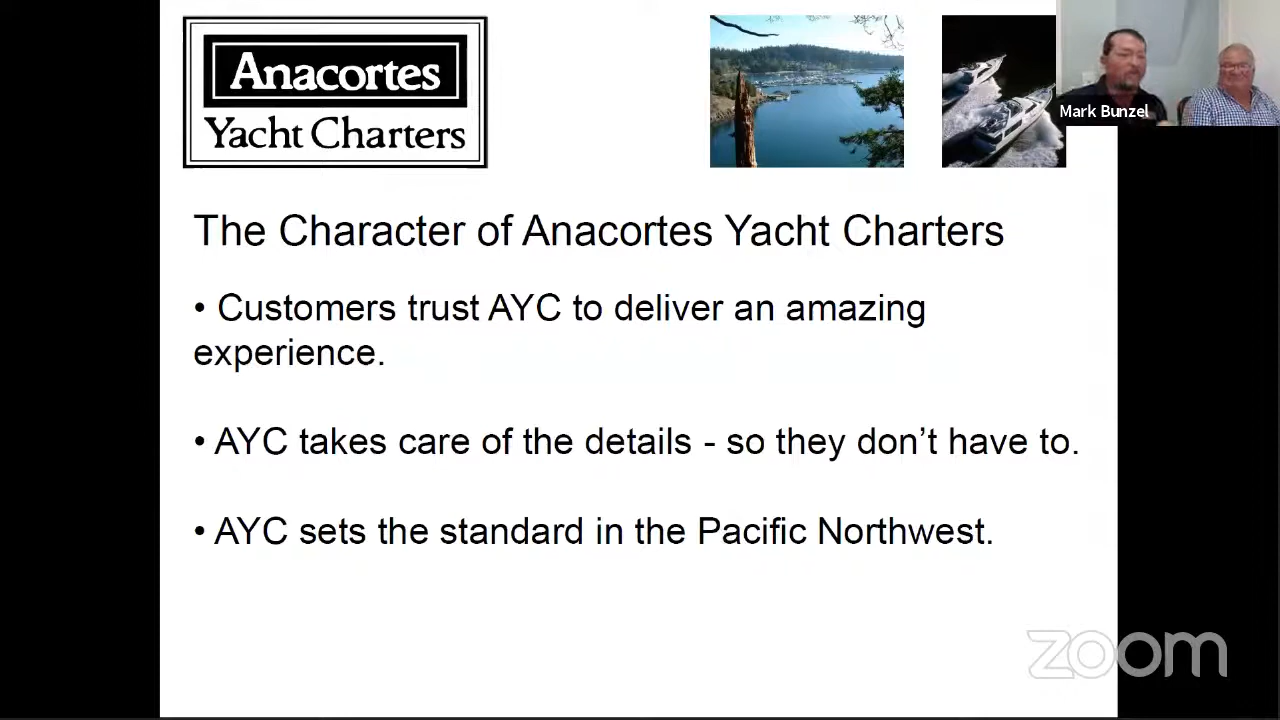 Anacortes
Yacht Charters
Mark Bunzel
The Character of Anacortes Yacht Charters
• Customers trust AYC to deliver an amazing
experience.
• AYC takes care of the details - so they don’t have to.
• AYC sets the standard in the Pacific Northwest.
zoom